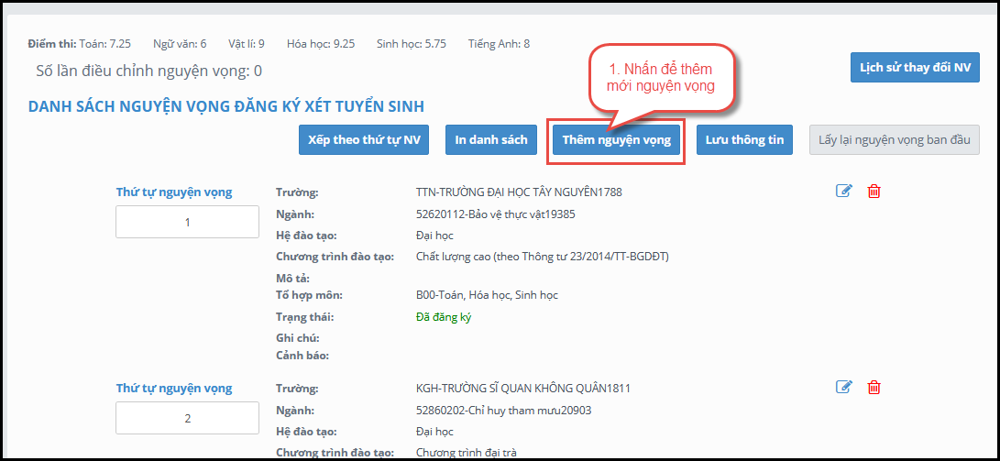 Điểm thi: Toán: 7.25 Ngữ văn: 6 Vật lí: 9 Hóa học: 9.25 Sinh học: 5.75 Tiếng Anh: 8
Số lần điều chỉnh nguyện vọng: 0
1. Nhấn để thêm
mới nguyện vọng
Lịch sử thay đổi NV
DANH SÁCH NGUYỆN VỌNG ĐĂNG KÝ XÉT TUYỂN SINH
Xếp theo thứ tự NV In danh sách Thêm nguyện vọng Lưu thông tin Lấy lại nguyện vọng ban đầu
Thứ tự nguyện vọng Trường: TTN-TRƯỜNG ĐẠI HỌC TÂY NGUYÊN1788
1 Ngành: 52620112-Bảo vệ thực vật19385
Hệ đào tạo: Đại học
Chương trình đào tạo: Chất lượng cao (theo Thông tư 23/2014/TT-BGDĐT)
Mô tả:
Tổ hợp môn: B00-Toán, Hóa học, Sinh học
Trạng thái: Đã đăng ký
Ghi chú:
Cảnh báo:
Thứ tự nguyện vọng Trường: KGH-TRƯỜNG SĨ QUAN KHÔNG QUÂN1811
2 Ngành: 52860202-Chỉ huy tham mưu20903
Hệ đào tạo: Đại học
Chương trình đào tạo: Chương trình đại trà